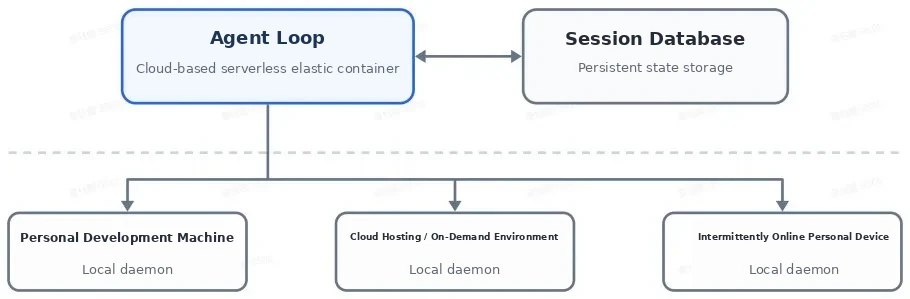 Agent Loop
Cloud-based serverless elastic container
Session Database
Persistent state storage
Personal Development Machine
Local daemon
Cloud Hosting / On-Demand Environment
Local daemon
Intermittently Online Personal Device
Local daemon